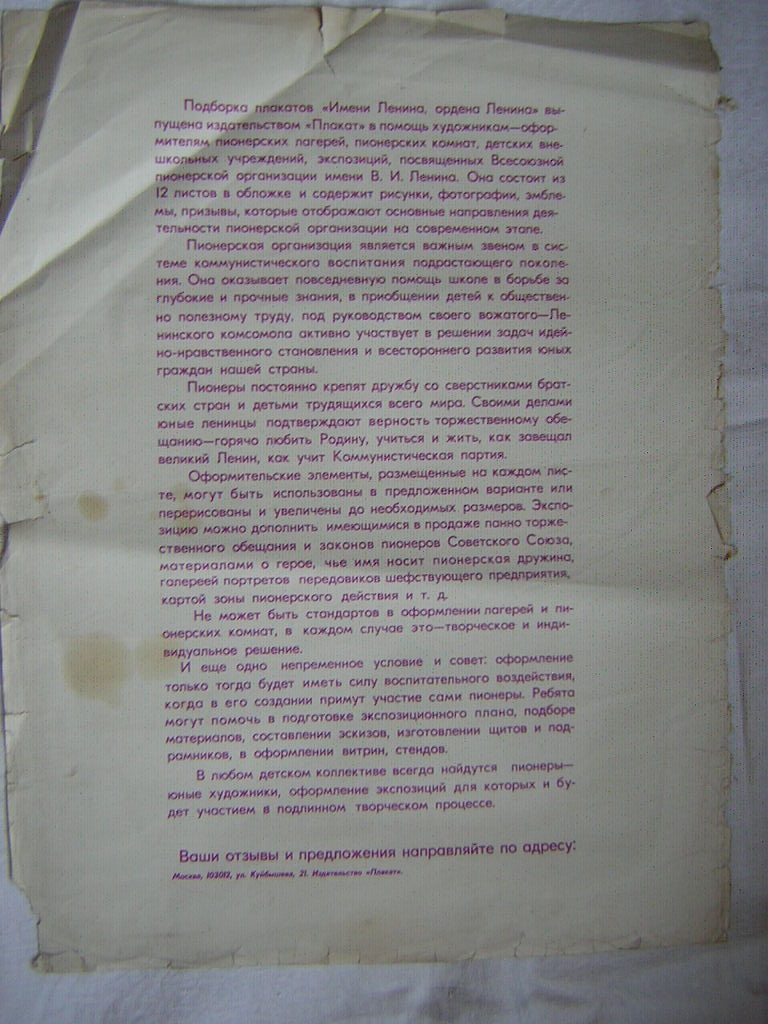 Подборка плакатов «Имени Ленина, ордена Ленина» вы-
пущена издательством «Плакат» в помощь художникам—офор-
мителям пионерских лагерей, пионерских комнат, детских вне-
школьных учреждений, экспозиций, посвященных Всесоюзной
пионерской организации имени В. И. Ленина. Она состоит из
12 листов в обложке и содержит рисунки, фотографии, эмбле-
мы, призывы, которые отображают основные направления дея-
тельности пионерской организации на современном этапе.
Пионерская организация является важным звеном в сис-
теме коммунистического воспитания подрастающего поколе-
ния. Она оказывает повседневную помощь школе в борьбе за
глубокие и прочные знания, в приобщении детей к общественн-
но полезному труду, под руководством своего вожатого—Ле-
нинского комсомола активно участвует в решении задач идей-
но-нравственного становления и всестороннего развития юных
граждан нашей страны.
Пионеры постоянно крепят дружбу со сверстниками брат-
ских стран и детьми трудящихся всего мира. Своими делами
юные ленинцы подтверждают верность торжественному обе-
щанию—горячо любить Родину, учиться и жить, как завещал
великий Ленин, как учит Коммунистическая партия.
Оформительские элементы, размещенные на каждом лис-
те, могут быть использованы в предложенном варианте или
перерисованы и увеличены до необходимых размеров. Экспо-
зицию можно дополнить имеющимися в продаже панно торже-
ственного обещания и законов пионеров Советского Союза,
материалами о герое, чье имя носит пионерская дружина,
галереей портретов передовиков шефствующего предприятия,
картой зоны пионерского действия и т. д.
Не может быть стандартов в оформлении лагерей и пи-
онерских комнат, в каждом случае это—творческое и инди-
видуальное решение.
И еще одно непременное условие и совет: оформление
только тогда будет иметь силу воспитательного воздействия,
когда в его создании примут участие сами пионеры. Ребята
могут помочь в подготовке экспозиционного плана, подборе
материалов, составлении эскизов, изготовлении щитов и под-
рамников, в оформлении витрин, стендов.
В любом детском коллективе всегда найдутся пионеры—
юные художники, оформление экспозиций для которых и бу-
дет участием в подлинном творческом процессе.
Ваши отзывы и предложения направляйте по адресу:
Москва, 103012, ул. Куйбышева, 21. Издательство «Плакат».